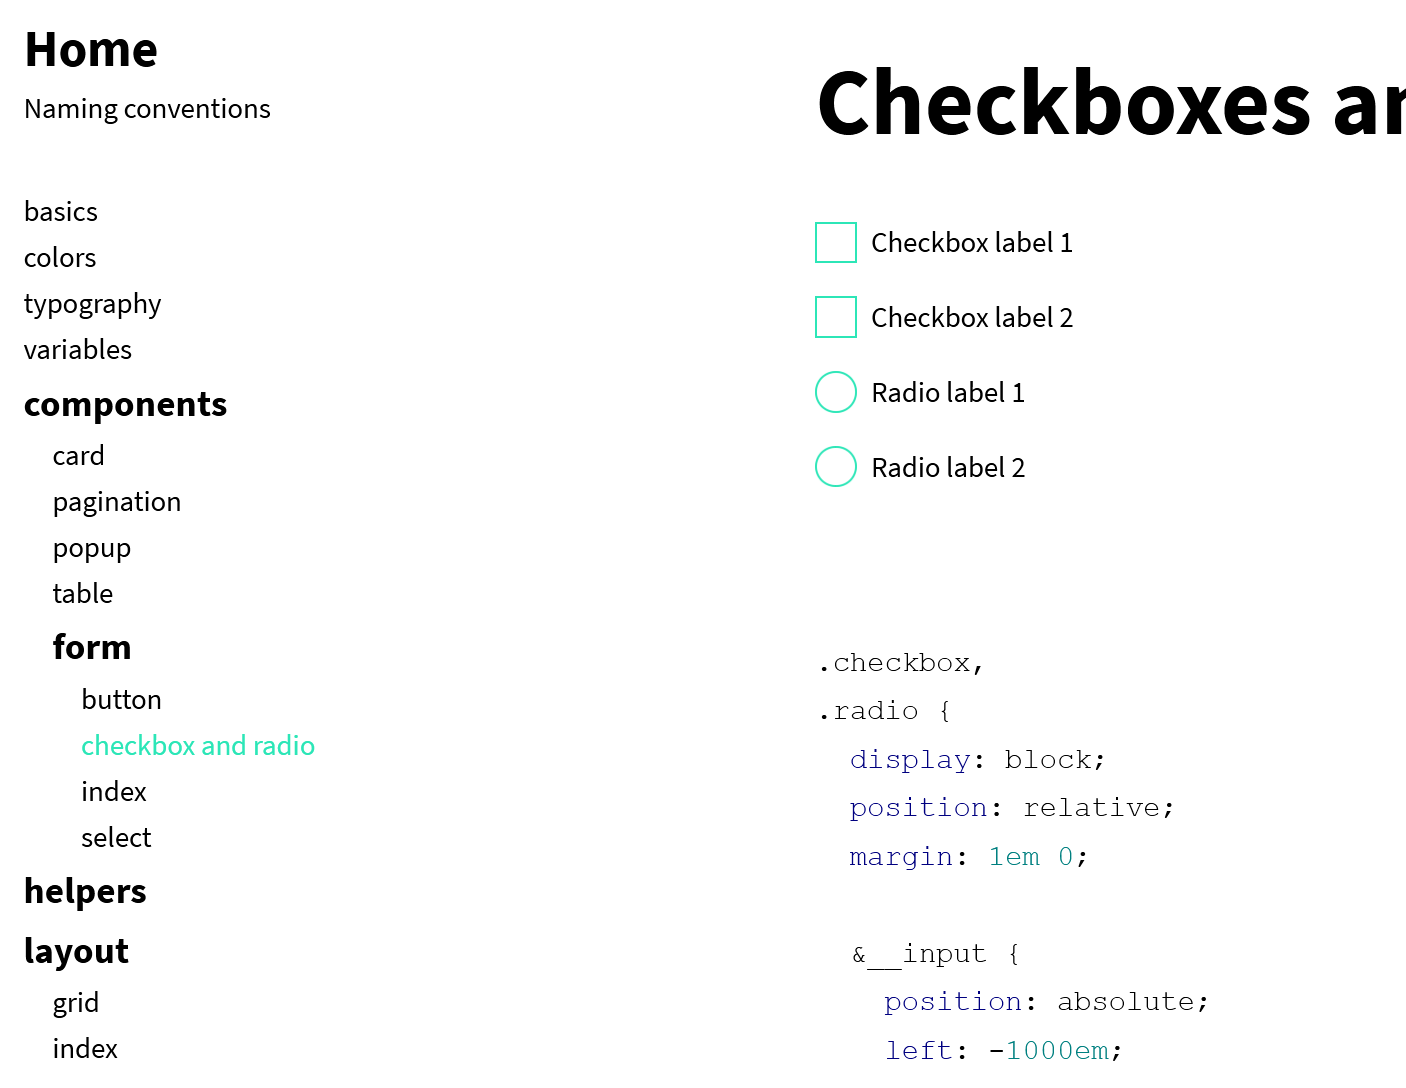 Home
Naming conventions
basics
colors
typography
variables
components
card
pagination
popup
table
form
button
checkbox and radio
index
select
helpers
layout
grid
index
Checkboxes
Checkbox label 1
Checkbox label 2
Radio label 1
Radio label 2
.checkbox,
.radio {
display: block;
position: relative;
margin: 1em 0;
&__input {
position: absolute;
left: -1000em;